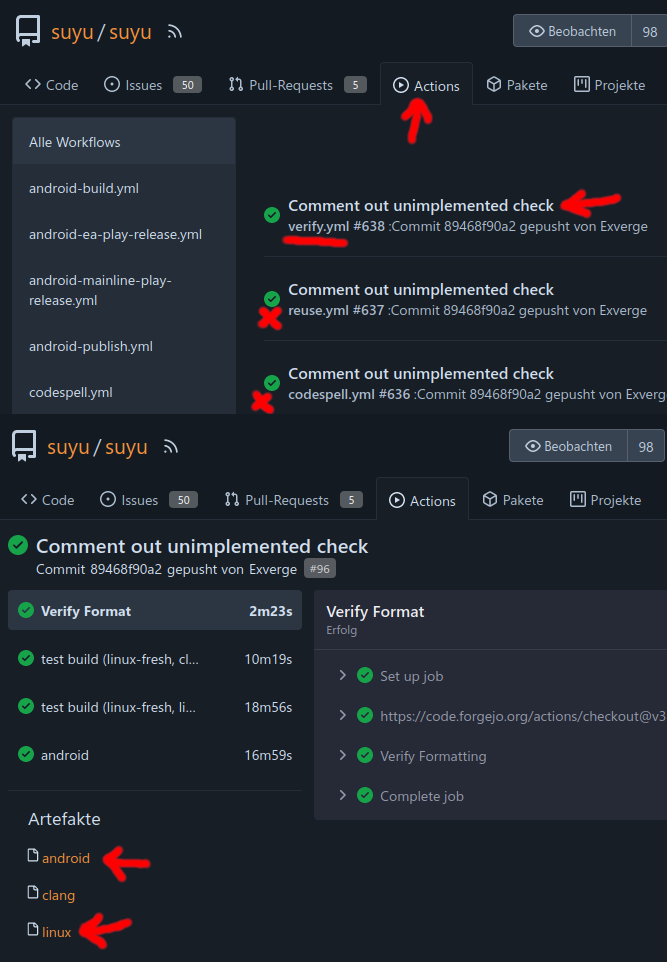 suyu / suyu
Beobachten 98
Code Issues 50 Pull-Requests 5 Actions Pakete Projekte
Alle Workflows
android-build.yml
android-ea-play-release.yml
android-mainline-play-
release.yml
android-publish.yml
codespell.yml
Comment out unimplemented check
verify.yml #638 :Commit 89468f90a2 gepusht von Exverge
Comment out unimplemented check
reuse.yml #637 :Commit 89468f90a2 gepusht von Exverge
Comment out unimplemented check
codespell.yml #636 :Commit 89468f90a2 gepusht von Exverge
suyu / suyu
Beobachten 98
Code Issues 50 Pull-Requests 5 Actions Pakete Projekte
Comment out unimplemented check
Commit 89468f90a2 gepusht von Exverge #96
Verify Format 2m23s
test build (linux-fresh, cl... 10m19s
test build (linux-fresh, li... 18m56s
android 16m59s
Artefakte
android
clang
linux
Verify Format
Erfolg
Set up job
https://code.forgejo.org/actions/checkout@v3
Verify Formatting
Complete job